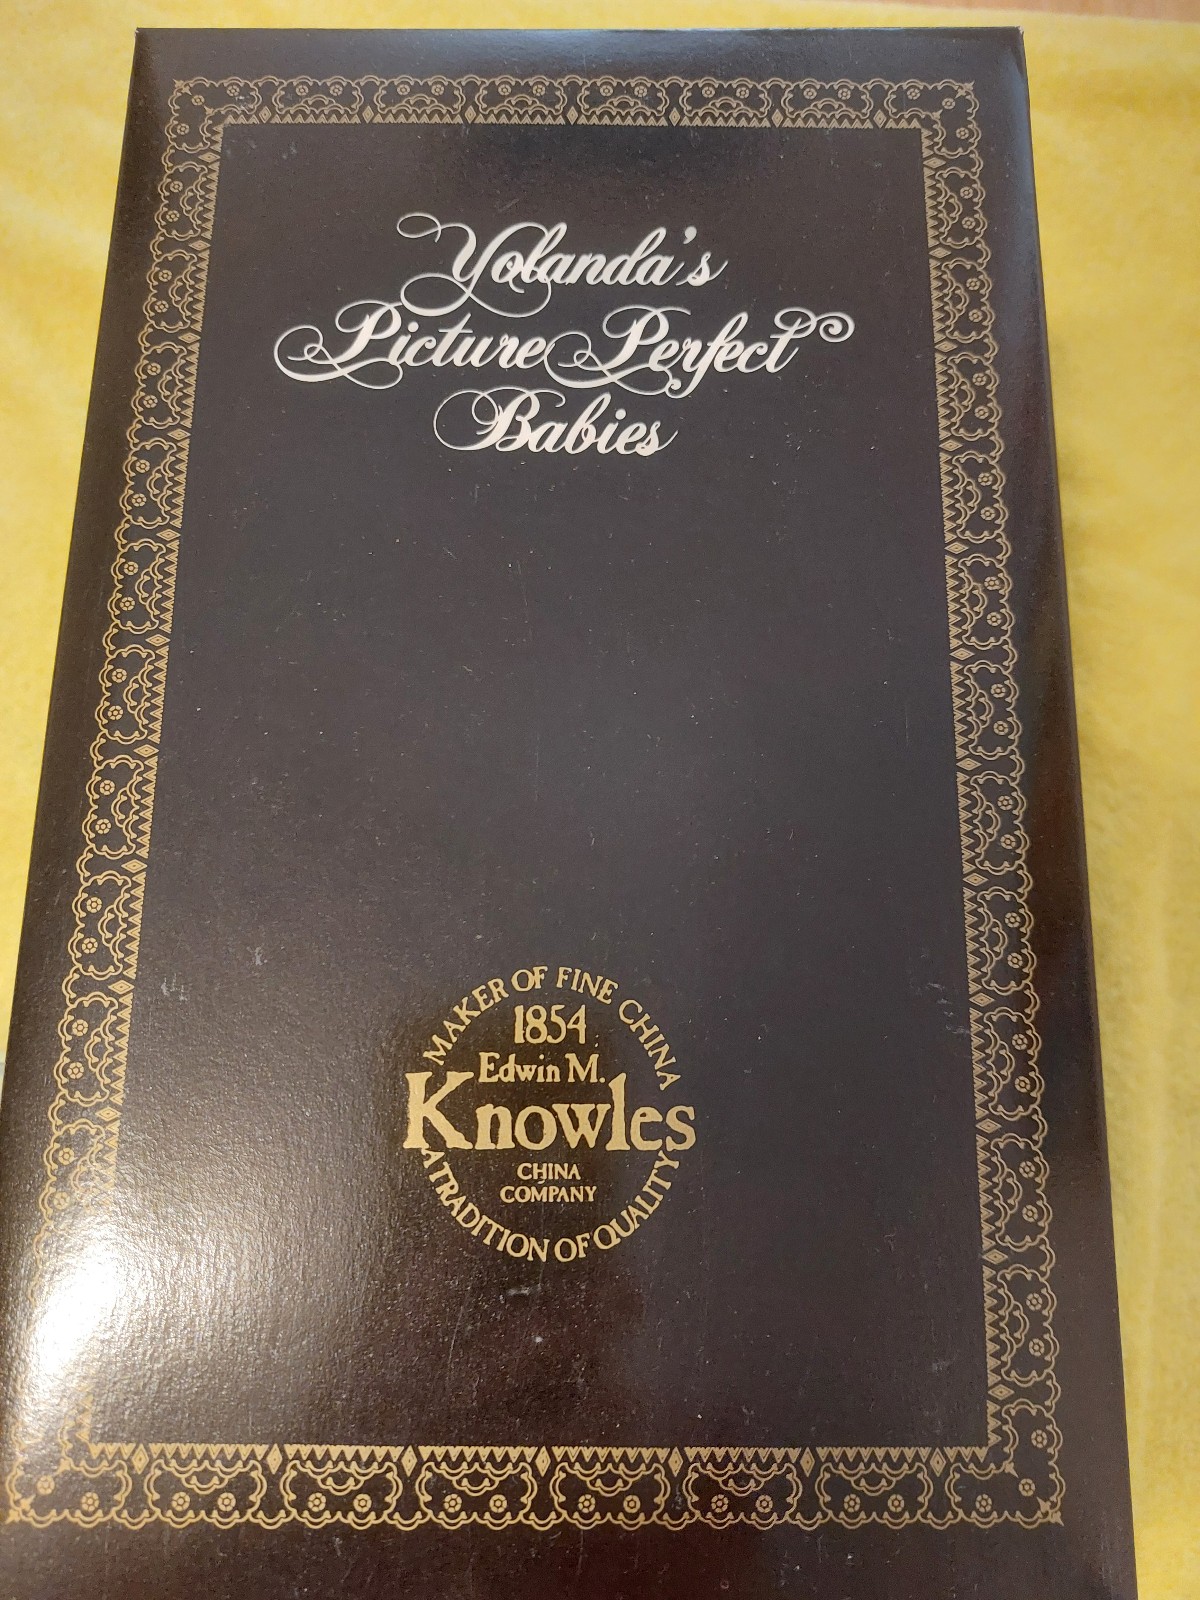 Yolanda's
Picture Perfect
Babies
MAKER OF FINE CHINA
1854
Edwin M.
Knowles
CHINA
COMPANY
A TRADITION OF QUALITY